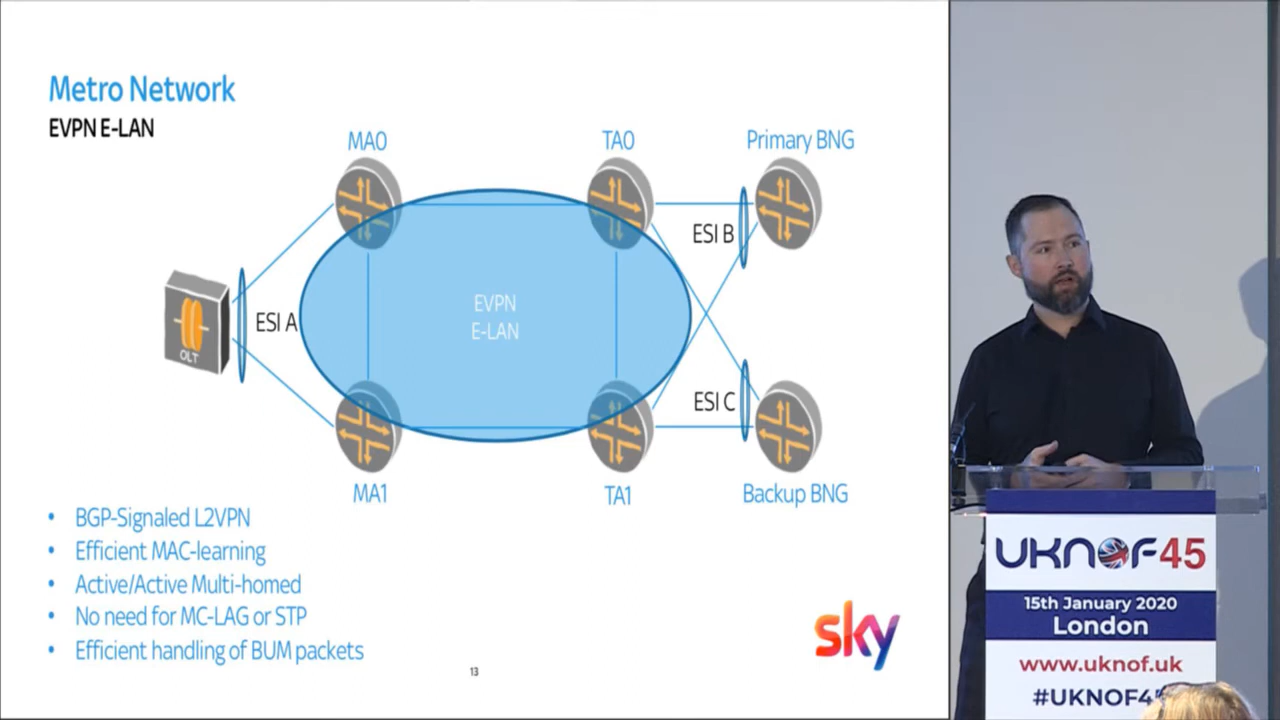 Metro Network
EVPN E-LAN
MA0
TA0
Primary BNG
ESI B
EVPN
E-LAN
ESI A
OLT
ESI C
MA1
TA1
Backup BNG
• BGP-Signaled L2VPN
• Efficient MAC-learning
• Active/Active Multi-homed
• No need for MC-LAG or STP
• Efficient handling of BUM packets
sky
13
UKNOF45
15th January 2020
London
www.uknof.uk
#UKNOF4